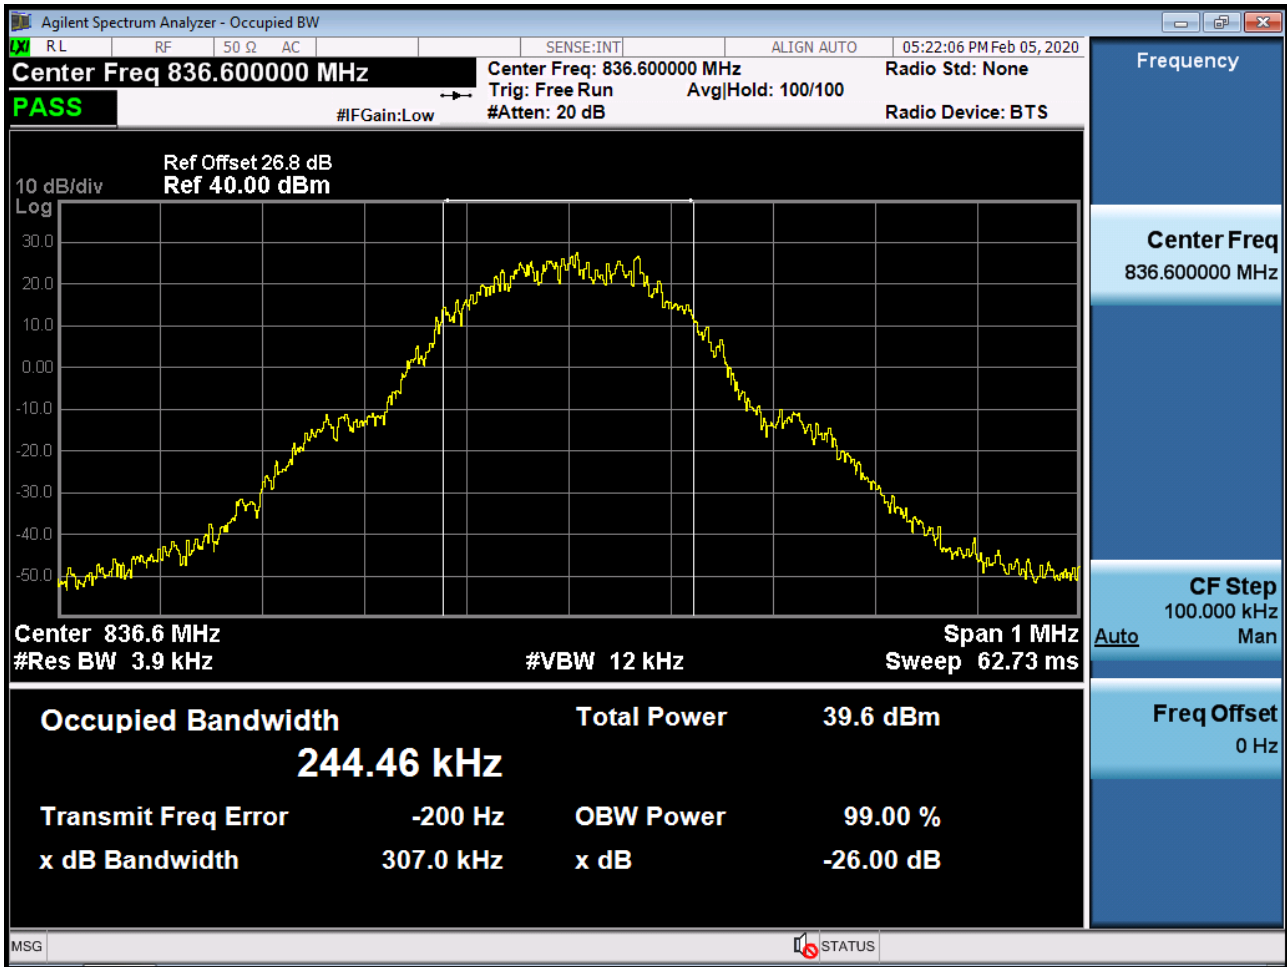 Agilent Spectrum Analyzer - Occupied BW
LXI RL RF 50 Ω AC SENSE:INT ALIGN AUTO 05:22:06 PM Feb 05, 2020
Center Freq 836.600000 MHz
Center Freq: 836.600000 MHz
Radio Std: None
Trig: Free Run Avg|Hold: 100/100
PASS
#IFGain:Low
#Atten: 20 dB
Radio Device: BTS
Ref Offset 26.8 dB
10 dB/div Ref 40.00 dBm
Log
30.0
20.0
10.0
0.00
-10.0
-20.0
-30.0
-40.0
-50.0
Center 836.6 MHz Span 1 MHz
#Res BW 3.9 kHz #VBW 12 kHz Sweep 62.73 ms
Occupied Bandwidth Total Power 39.6 dBm
244.46 kHz
Transmit Freq Error -200 Hz OBW Power 99.00 %
x dB Bandwidth 307.0 kHz x dB -26.00 dB
MSG STATUS
Frequency
Center Freq
836.600000 MHz
CF Step
100.000 kHz
Auto Man
Freq Offset
0 Hz